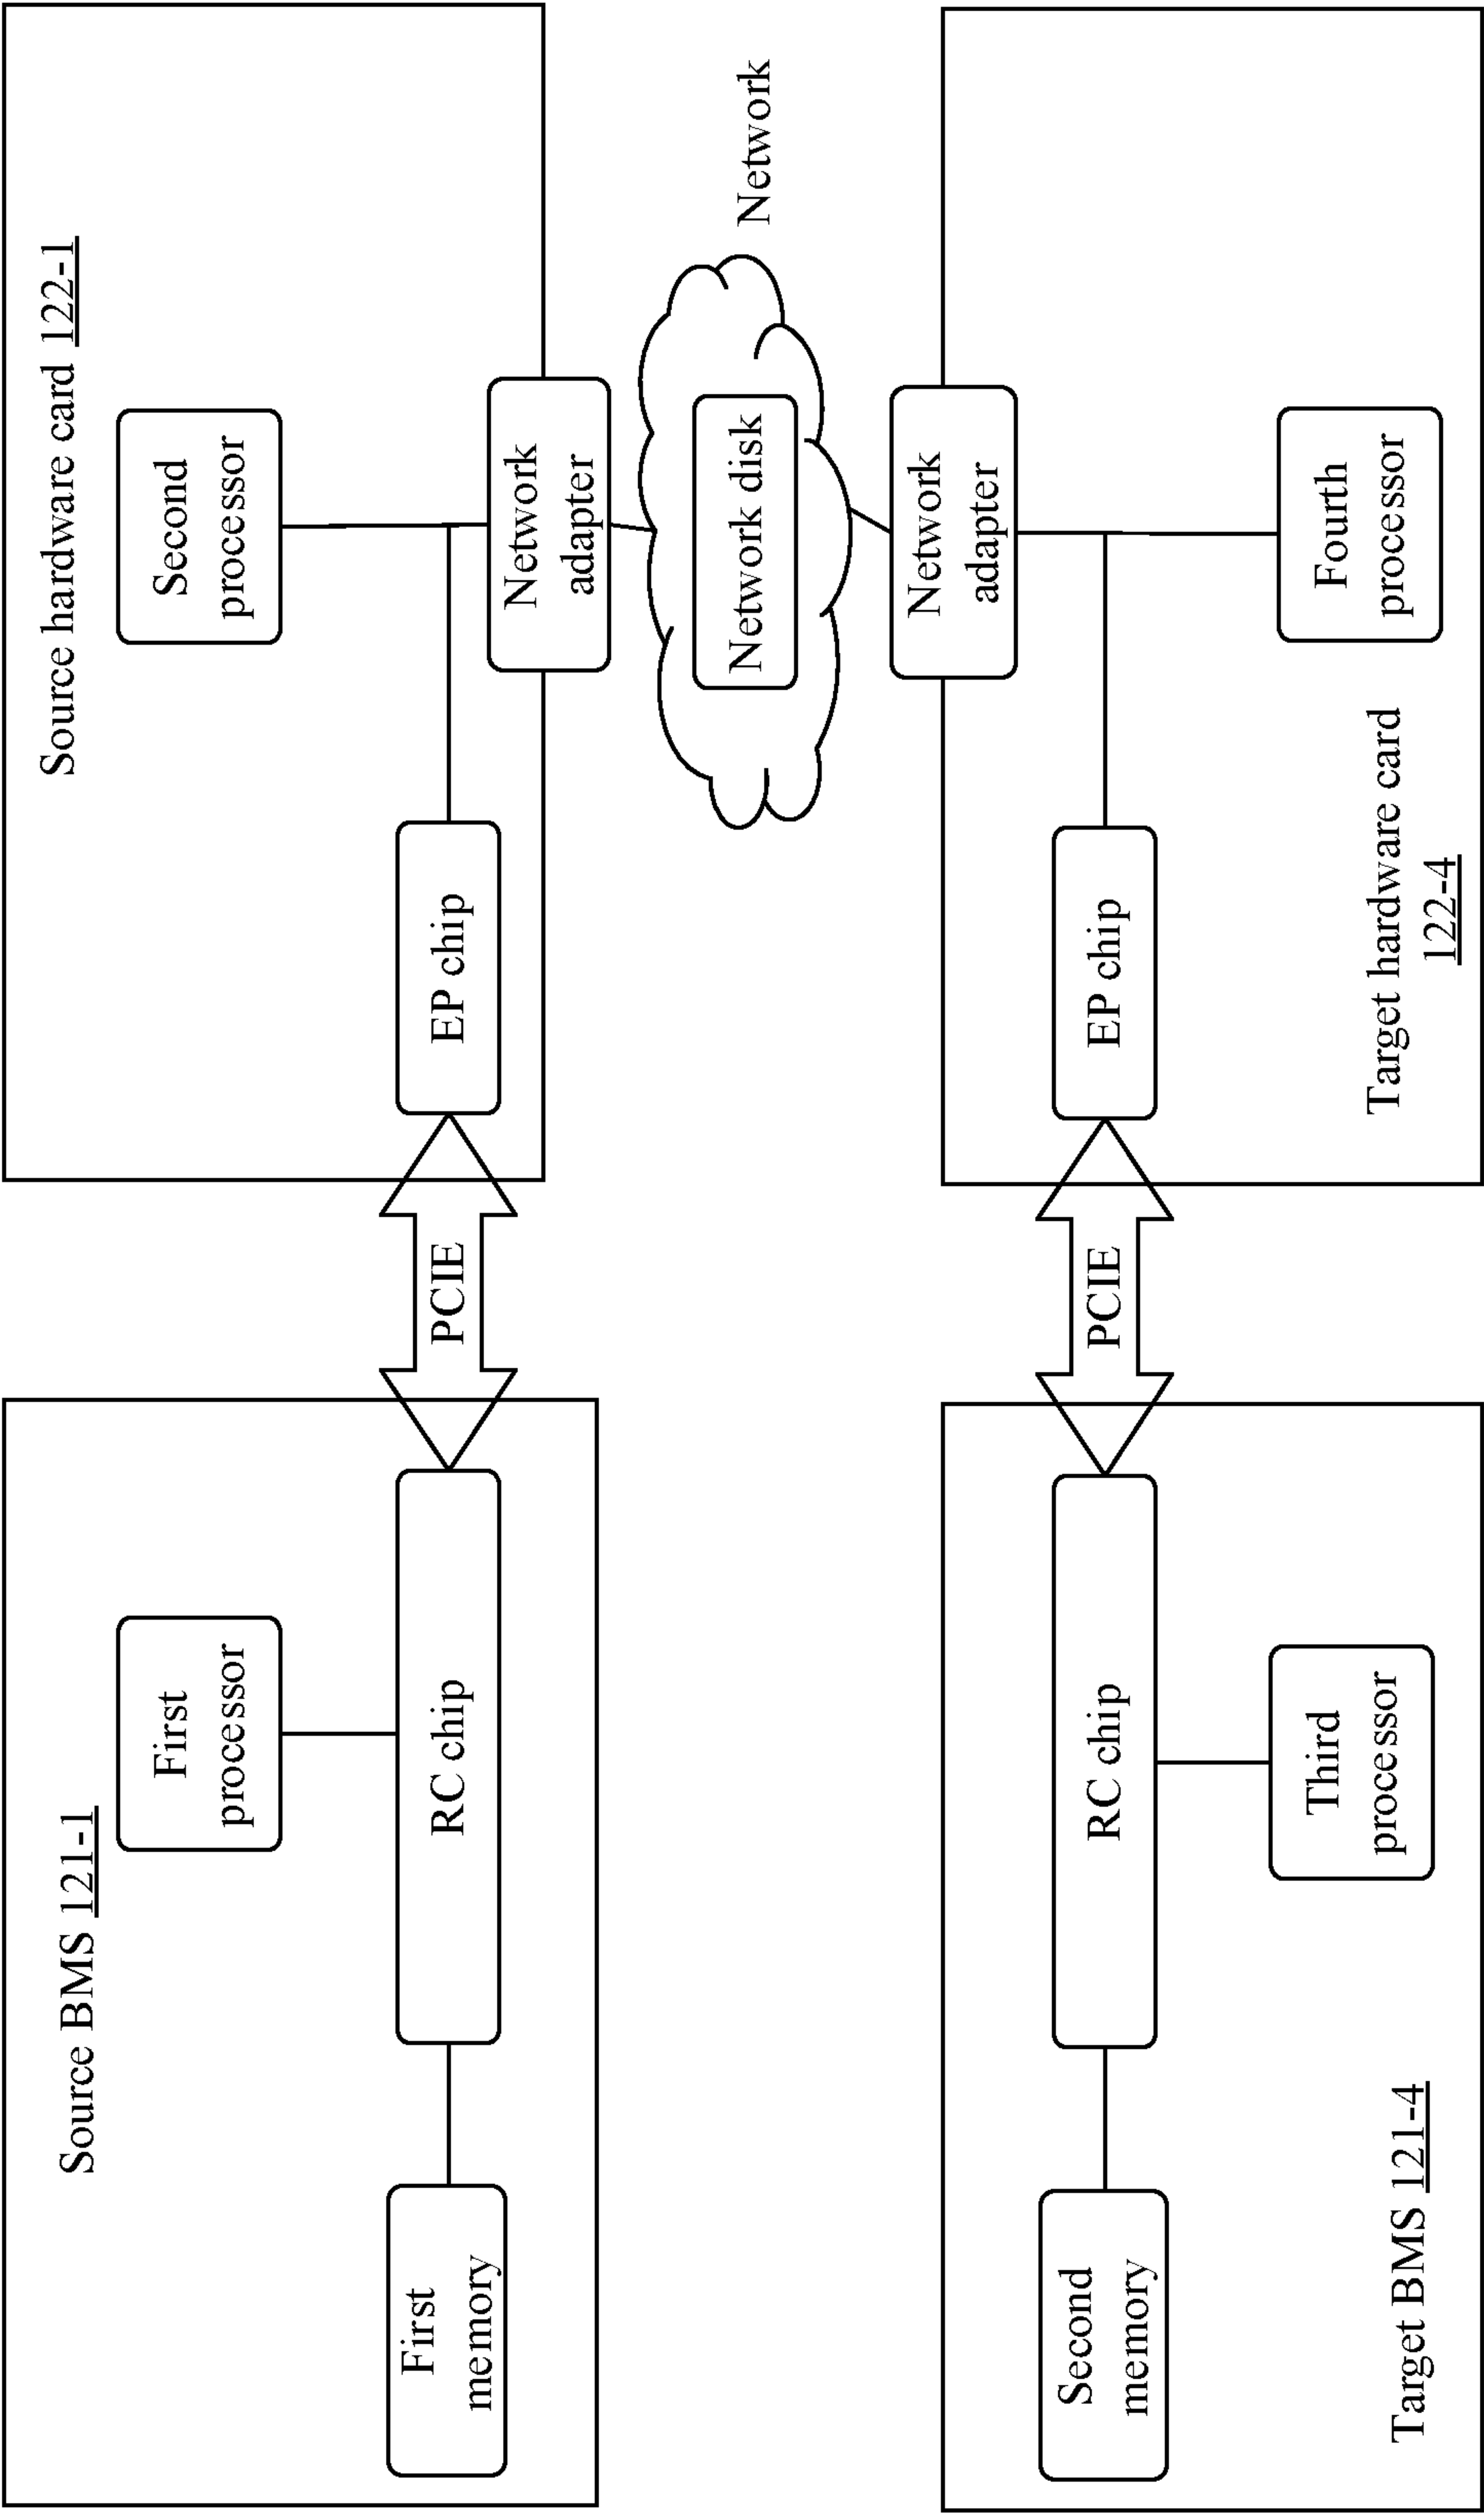 Source BMS 121-1
First
processor
First
memory
RC chip
PCIE
Source hardware card 122-1
Second
processor
EP chip
Network
adapter
Network disk
Network
Second
memory
RC chip
Third
processor
Target BMS 121-4
PCIE
EP chip
Network
adapter
Fourth
processor
Target hardware card
122-4